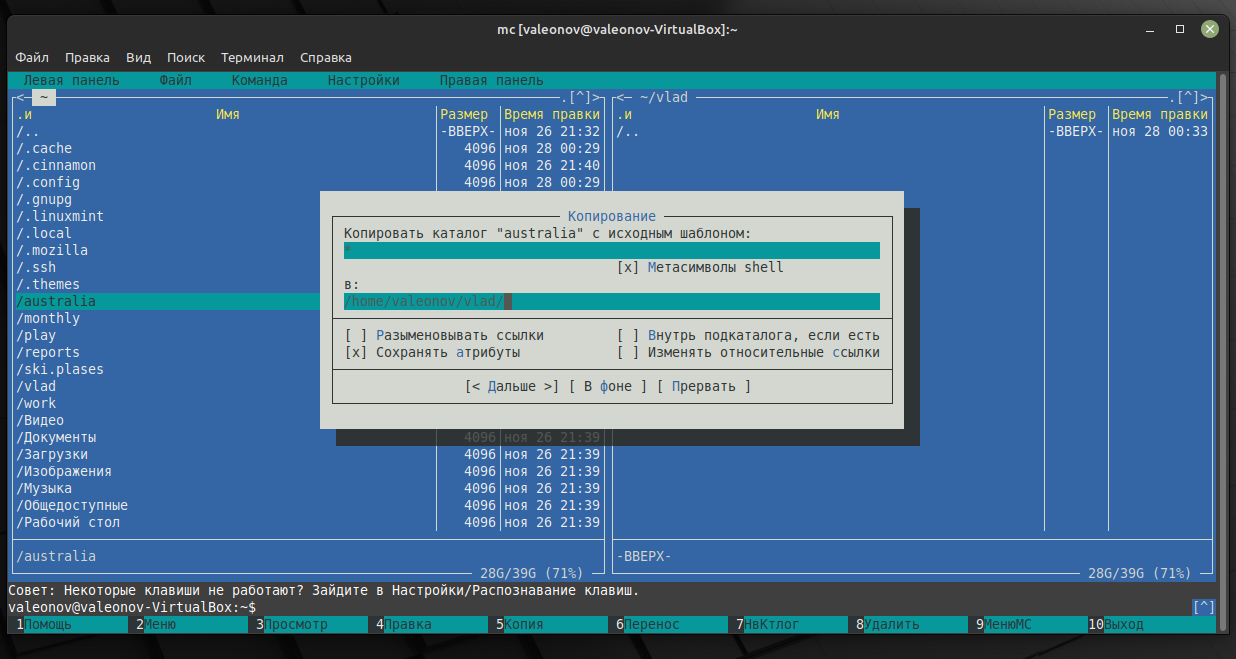 mc [valeonov@valeonov-VirtualBox]:~
Файл Правка Вид Поиск Терминал Справка
Левая панель Файл Команда Настройки Правая панель
<— ~ .[^]> <— ~/vlad .[^]>
.и Имя Размер Время правки .и Имя Размер Время правки
/.. -ВВЕРХ- ноя 26 21:32 /.. -ВВЕРХ- ноя 28 00:33
/.cache 4096 ноя 28 00:29
/.cinnamon 4096 ноя 26 21:40
/.config 4096 ноя 28 00:29
/.gnupg
/.linuxmint
/.local
/.mozilla
/.ssh
/.themes
/australia
/monthly
/play
/reports
/ski.plases
/vlad
/work
/Видео
/Документы 4096 ноя 26 21:39
/Загрузки 4096 ноя 26 21:39
/Изображения 4096 ноя 26 21:39
/Музыка 4096 ноя 26 21:39
/Общедоступные 4096 ноя 26 21:39
/Рабочий стол 4096 ноя 26 21:39
Копирование
Копировать каталог "australia" с исходным шаблоном:
*
[x] Метасимволы shell
в:
/home/valeonov/vlad/
[ ] Разыменовывать ссылки [ ] Внутрь подкаталога, если есть
[x] Сохранять атрибуты [ ] Изменять относительные ссылки
[< Дальше >] [ В фоне ] [ Прервать ]
/australia -ВВЕРХ-
28G/39G (71%) 28G/39G (71%)
Совет: Некоторые клавиши не работают? Зайдите в Настройки/Распознавание клавиш.
valeonov@valeonov-VirtualBox:~$ [^]
1Помощь 2Меню 3Просмотр 4Правка 5Копия 6Перенос 7НвКтлог 8Удалить 9МенюМС 10Выход